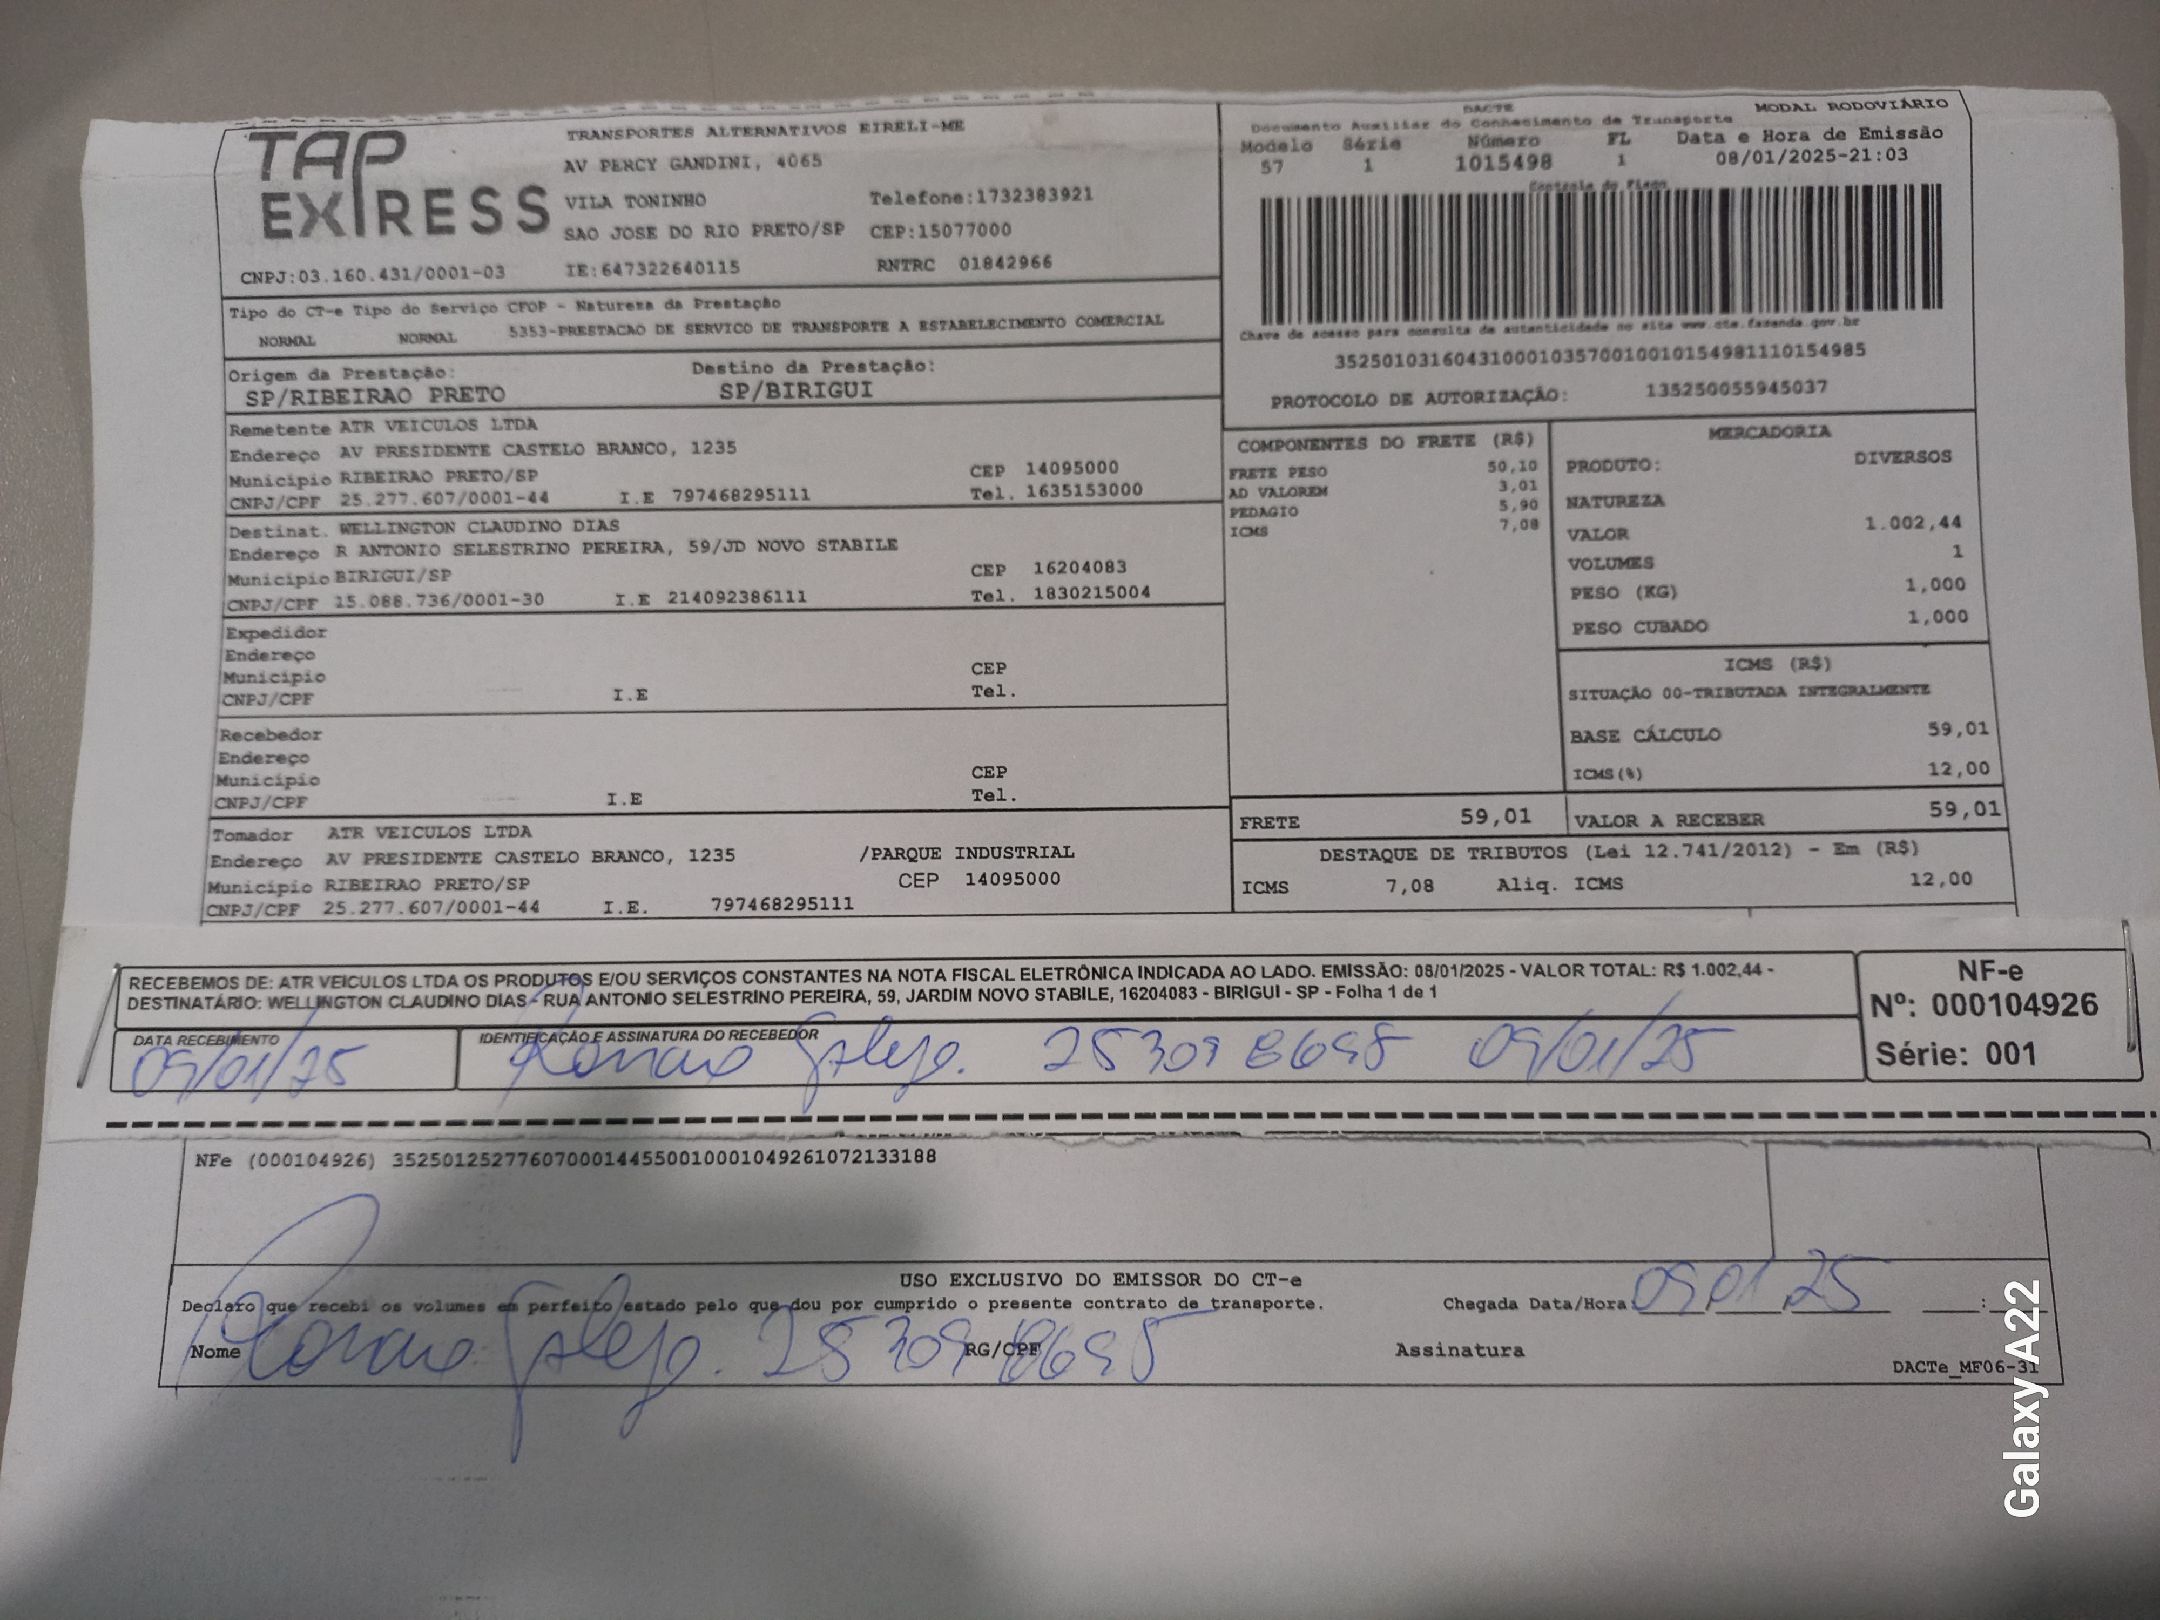 TAP EXPRESS
TRANSPORTES ALTERNATIVOS EIRELI-ME
AV PERCY GANDINI, 4065
VILA TONINHO Telefone:1732383921
SAO JOSE DO RIO PRETO/SP CEP:15077000
CNPJ:03.160.431/0001-03 IE:647322640115 RNTRC 01842966
DACTE MODAL RODOVIÁRIO
Documento Auxiliar do Conhecimento de Transporte
Modelo Série Número FL Data e Hora de Emissão
57 1 1015498 1 08/01/2025-21:03
Controle do Fisco
Chave de acesso para consulta de autenticidade no site www.cte.fazenda.gov.br
35250103160431000103570010010154981110154985
PROTOCOLO DE AUTORIZAÇÃO: 135250055945037
Tipo do CT-e Tipo do Serviço CFOP - Natureza da Prestação
NORMAL NORMAL 5353-PRESTACAO DE SERVICO DE TRANSPORTE A ESTABELECIMENTO COMERCIAL
Origem da Prestação: Destino da Prestação:
SP/RIBEIRAO PRETO SP/BIRIGUI
Remetente ATR VEICULOS LTDA
Endereço AV PRESIDENTE CASTELO BRANCO, 1235
Município RIBEIRAO PRETO/SP CEP 14095000
CNPJ/CPF 25.277.607/0001-44 I.E 797468295111 Tel. 1635153000
Destinat. WELLINGTON CLAUDINO DIAS
Endereço R ANTONIO SELESTRINO PEREIRA, 59/JD NOVO STABILE
Município BIRIGUI/SP CEP 16204083
CNPJ/CPF 15.088.736/0001-30 I.E 214092386111 Tel. 1830215004
Expedidor
Endereço
Município CEP
CNPJ/CPF I.E Tel.
Recebedor
Endereço
Município CEP
CNPJ/CPF I.E Tel.
Tomador ATR VEICULOS LTDA
Endereço AV PRESIDENTE CASTELO BRANCO, 1235 /PARQUE INDUSTRIAL
Município RIBEIRAO PRETO/SP CEP 14095000
CNPJ/CPF 25.277.607/0001-44 I.E. 797468295111
COMPONENTES DO FRETE (R$)
FRETE PESO 50,10
AD VALOREM 3,01
PEDAGIO 5,90
ICMS 7,08
MERCADORIA
PRODUTO: DIVERSOS
NATUREZA
VALOR 1.002,44
VOLUMES 1
PESO (KG) 1,000
PESO CUBADO 1,000
ICMS (R$)
SITUAÇÃO 00-TRIBUTADA INTEGRALMENTE
BASE CÁLCULO 59,01
ICMS(%) 12,00
FRETE 59,01 VALOR A RECEBER 59,01
DESTAQUE DE TRIBUTOS (Lei 12.741/2012) - Em (R$)
ICMS 7,08 Aliq. ICMS 12,00
RECEBEMOS DE: ATR VEICULOS LTDA OS PRODUTOS E/OU SERVIÇOS CONSTANTES NA NOTA FISCAL ELETRÔNICA INDICADA AO LADO. EMISSÃO: 08/01/2025 - VALOR TOTAL: R$ 1.002,44 -
DESTINATÁRIO: WELLINGTON CLAUDINO DIAS - RUA ANTONIO SELESTRINO PEREIRA, 59, JARDIM NOVO STABILE, 16204083 - BIRIGUI - SP - Folha 1 de 1
NF-e
Nº: 000104926
Série: 001
DATA RECEBIMENTO IDENTIFICAÇÃO E ASSINATURA DO RECEBEDOR
09/01/25 09/01/25
NFe (000104926) 35250125277607000144550010001049261072133188
USO EXCLUSIVO DO EMISSOR DO CT-e
Declaro que recebi os volumes em perfeito estado pelo que dou por cumprido o presente contrato de transporte. Chegada Data/Hora: 09 01 25 :
Nome RG/CPF Assinatura
DACTe_MF06-31
Galaxy A22